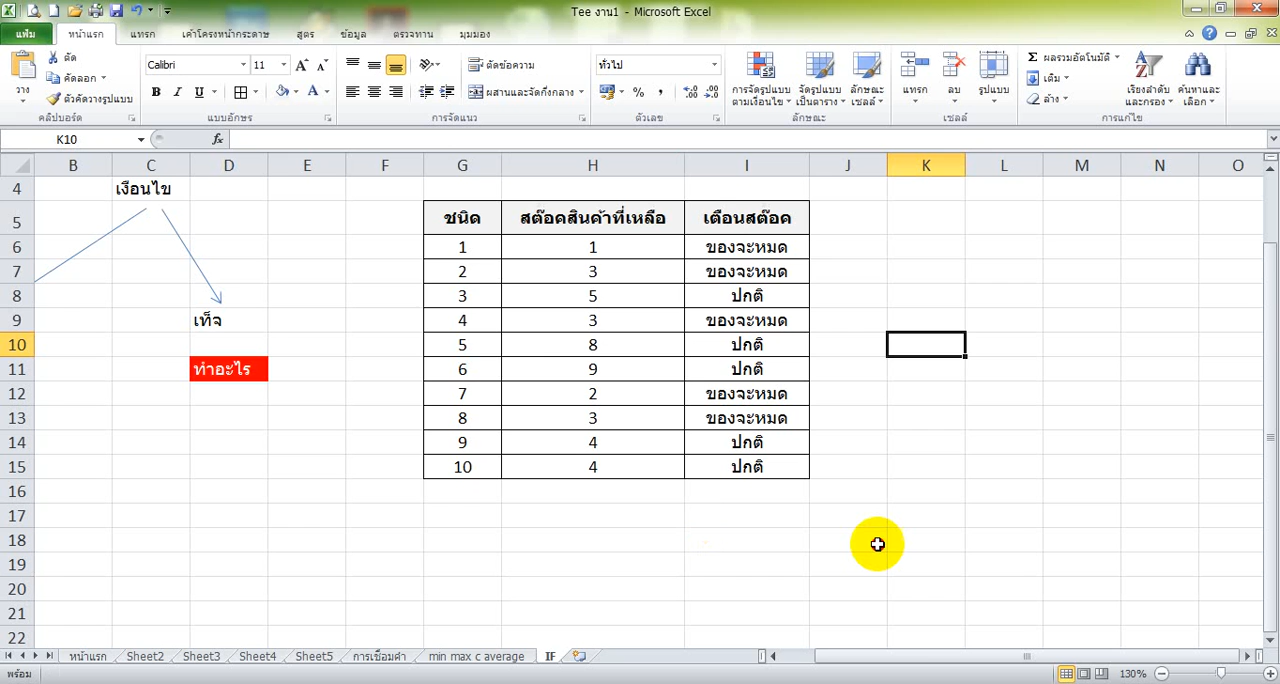 Tee งาน1 - Microsoft Excel
แฟ้ม หน้าแรก แทรก เค้าโครงหน้ากระดาษ สูตร ข้อมูล ตรวจทาน มุมมอง
วาง
ตัด
คัดลอก
ตัวคัดวางรูปแบบ
คลิปบอร์ด
Calibri 11
B I U
แบบอักษร
ตัดข้อความ
ผสานและจัดกึ่งกลาง
การจัดแนว
ทั่วไป
%
ตัวเลข
การจัดรูปแบบตามเงื่อนไข
จัดรูปแบบเป็นตาราง
ลักษณะเซลล์
ลักษณะ
แทรก ลบ รูปแบบ
เซลล์
Σ ผลรวมอัตโนมัติ
เติม
ล้าง
เรียงลำดับและกรอง
ค้นหาและเลือก
การแก้ไข
K10 fx
B C D E F G H I J K L M N O
4 เงื่อนไข
5 ชนิด สต๊อคสินค้าที่เหลือ เตือนสต๊อค
6 1 1 ของจะหมด
7 2 3 ของจะหมด
8 3 5 ปกติ
9 เท็จ 4 3 ของจะหมด
10 5 8 ปกติ
11 ทำอะไร 6 9 ปกติ
12 7 2 ของจะหมด
13 8 3 ของจะหมด
14 9 4 ปกติ
15 10 4 ปกติ
16
17
18
19
20
21
22
หน้าแรก Sheet2 Sheet3 Sheet4 Sheet5 การเชื่อมคำ min max c average IF
พร้อม 130%